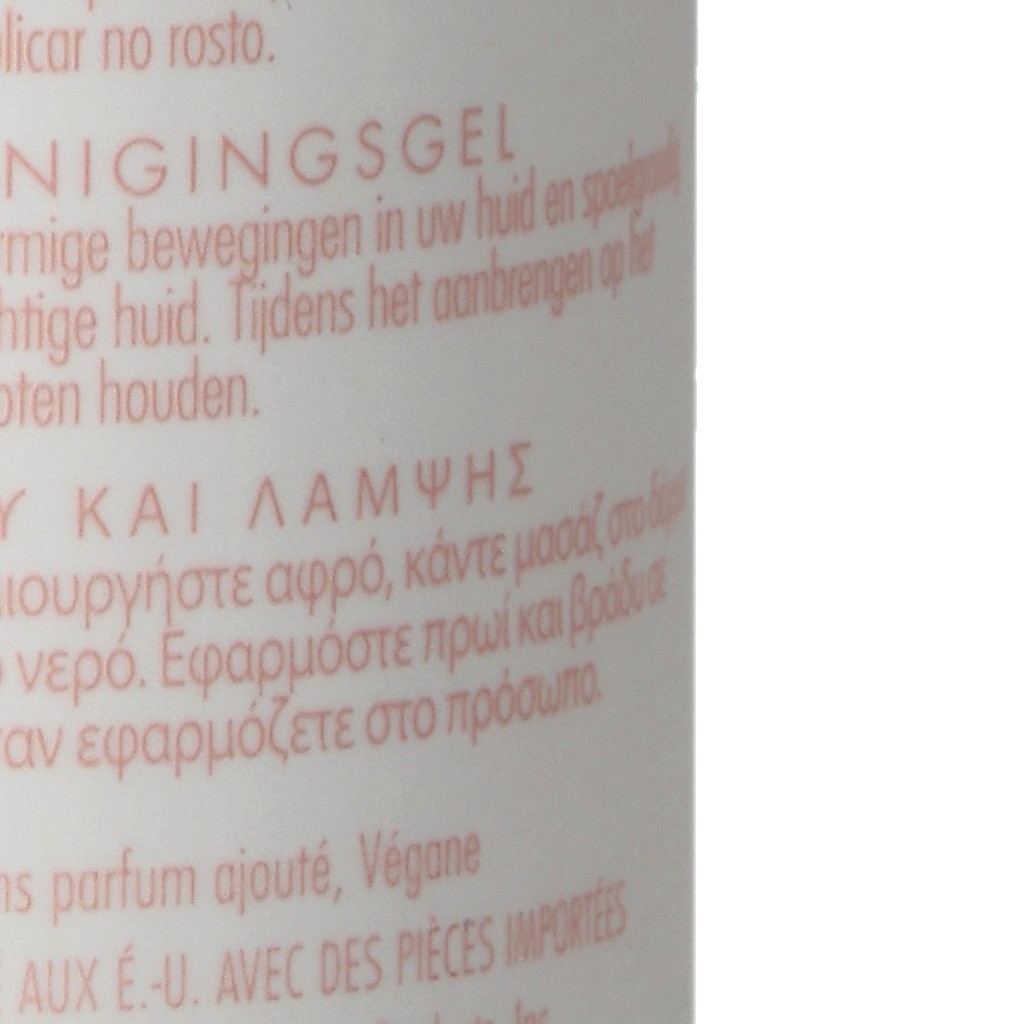 licar no rosto.
NIGINGSGEL
rmige bewegingen in uw huid en
htige huid. Tijdens het aanbrengen op het
oten houden.
Υ ΚΑΙ ΛΑΜΨΗΣ
ιουργήστε αφρό, κάντε μασάζ στο
νερό. Εφαρμόστε πρωί και βράδυ σε
αν εφαρμόζετε στο πρόσωπο.
ns parfum ajouté, Végane
AUX É.-U. AVEC DES PIÈCES IMPORTÉES